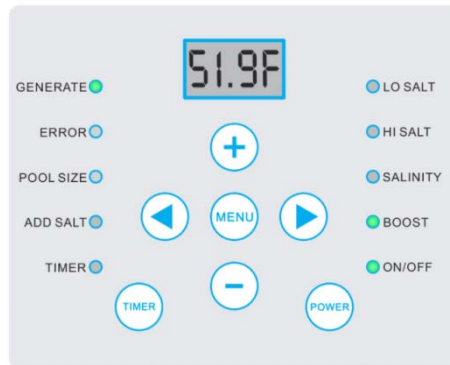 51.9F
GENERATE
LO SALT
ERROR
HI SALT
POOL SIZE
SALINITY
ADD SALT
MENU
BOOST
TIMER
ON/OFF
TIMER
POWER